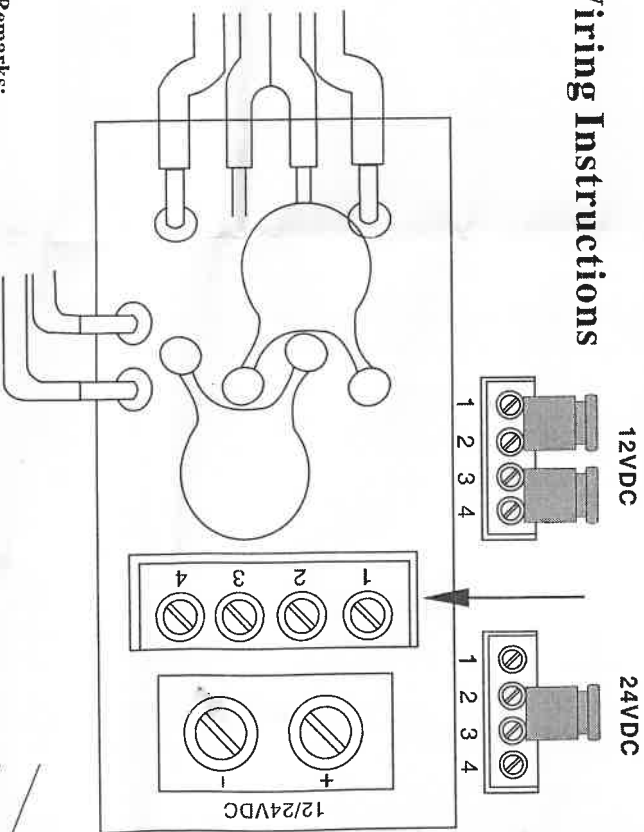 Wiring Instructions
12VDC
1 2 3 4
24VDC
1 2 3 4
1 2 3 4
+ -
12/24VDC
Remarks: